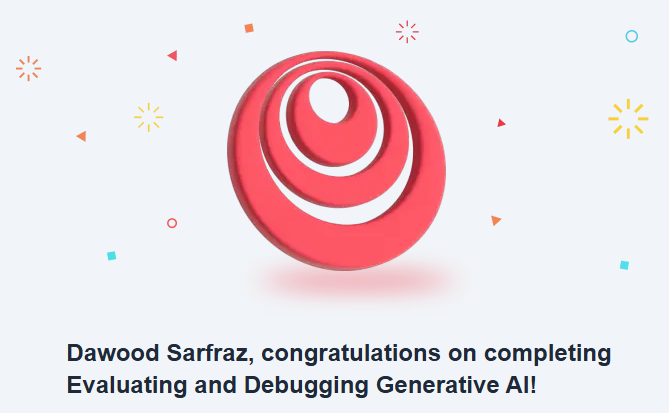 Dawood Sarfraz, congratulations on completing
Evaluating and Debugging Generative AI!